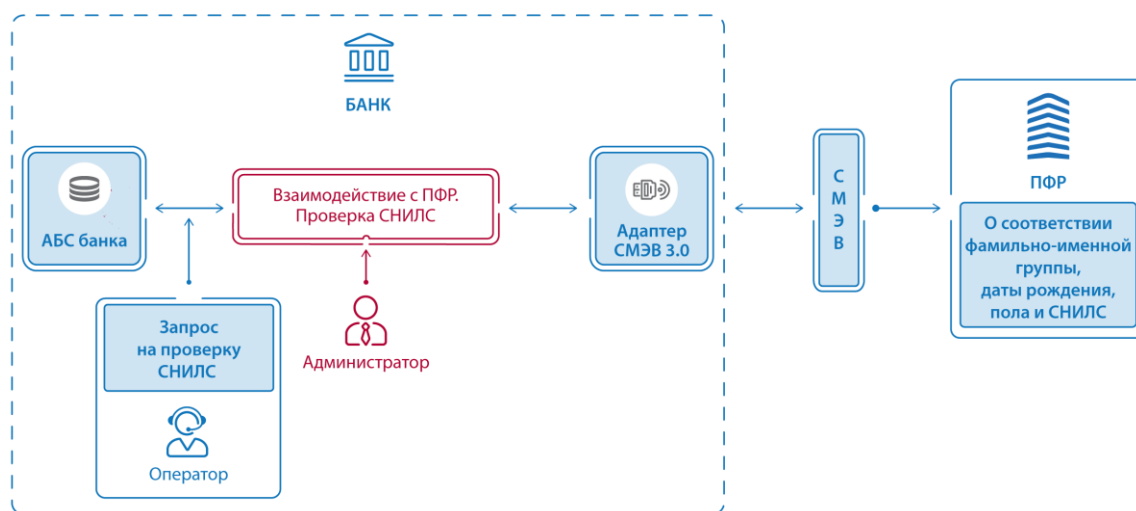 БАНК
АБС банка
Взаимодействие с ПФР.
Проверка СНИЛС
Адаптер
СМЭВ 3.0
С
М
Э
В
ПФР
О соответствии
фамильно-именной
группы,
даты рождения,
пола и СНИЛС
Запрос
на проверку
СНИЛС
Оператор
Администратор